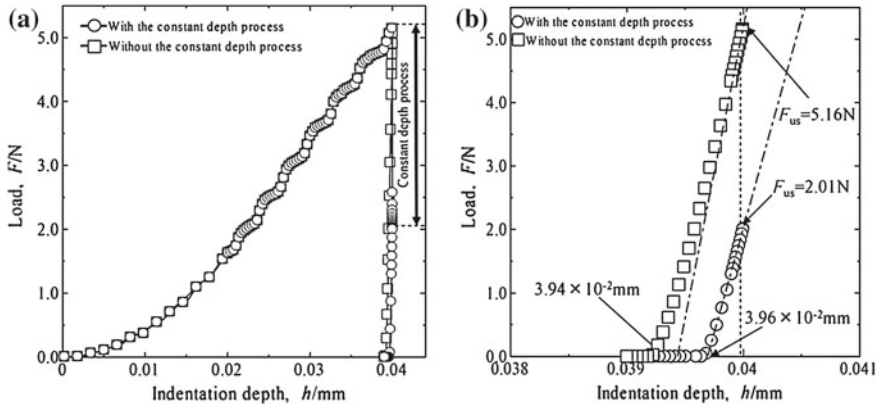 (a)
With the constant depth process
Without the constant depth process
5.0
4.0
3.0
2.0
1.0
0.0
Load, F/N
Constant depth process
0 0.01 0.02 0.03 0.04
Indentation depth, h/mm
(b)
With the constant depth process
Without the constant depth process
5.0
4.0
3.0
2.0
1.0
0.0
Load, F/N
Fus=5.16N
Fus=2.01N
3.94×10⁻²mm
3.96×10⁻²mm
0.038 0.039 0.04 0.041
Indentation depth, h/mm